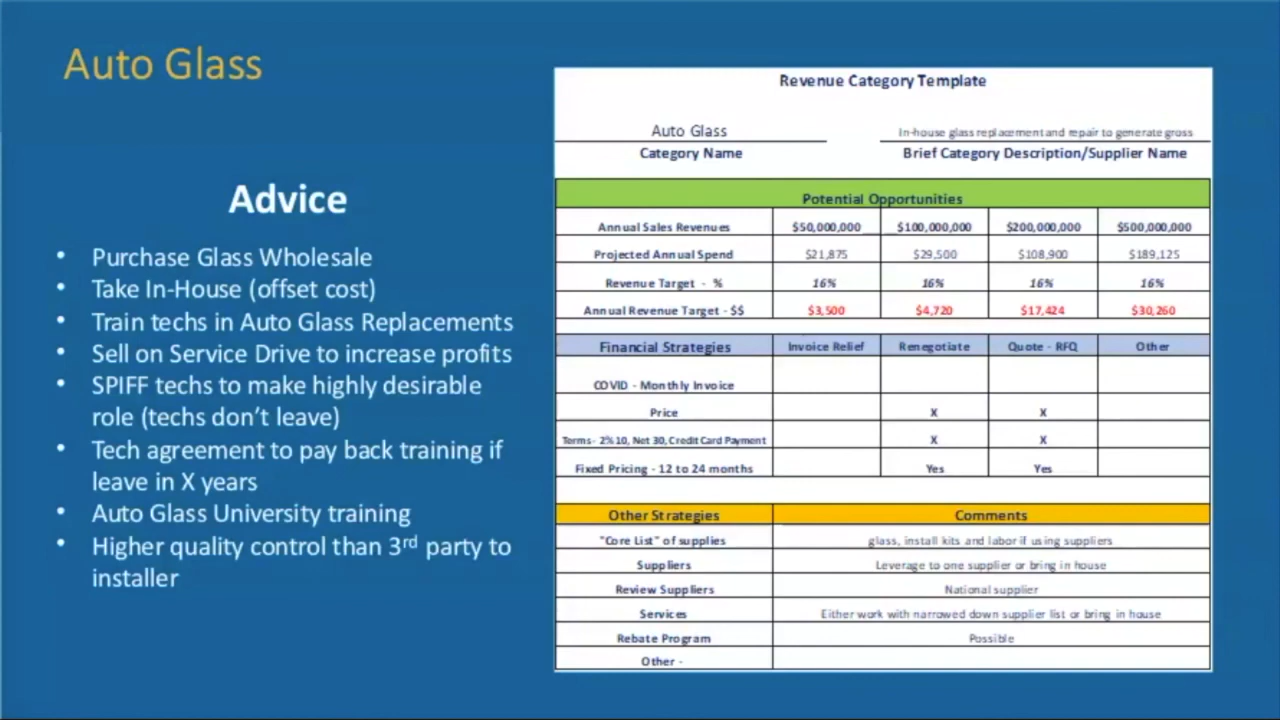 Auto Glass
Advice
• Purchase Glass Wholesale
• Take In-House (offset cost)
• Train techs in Auto Glass Replacements
• Sell on Service Drive to increase profits
• SPIFF techs to make highly desirable
role (techs don't leave)
• Tech agreement to pay back training if
leave in X years
• Auto Glass University training
• Higher quality control than 3rd party to
installer
Revenue Category Template
Auto Glass In-house glass replacement and repair to generate gross
Category Name Brief Category Description/Supplier Name
Potential Opportunities
Annual Sales Revenues $50,000,000 $100,000,000 $200,000,000 $500,000,000
Projected Annual Spend $21,875 $29,500 $108,900 $189,125
Revenue Target - % 16% 16% 16% 16%
Annual Revenue Target - $$ $3,500 $4,720 $17,424 $30,260
Financial Strategies Invoice Relief Renegotiate Quote - RFQ Other
COVID - Monthly Invoice
Price X X
Terms- 2% 10, Net 30, Credit Card Payment X X
Fixed Pricing - 12 to 24 months Yes Yes
Other Strategies Comments
"Core List" of supplies glass, install kits and labor if using suppliers
Suppliers Leverage to one supplier or bring in house
Review Suppliers National supplier
Services Either work with narrowed down supplier list or bring in house
Rebate Program Possible
Other -